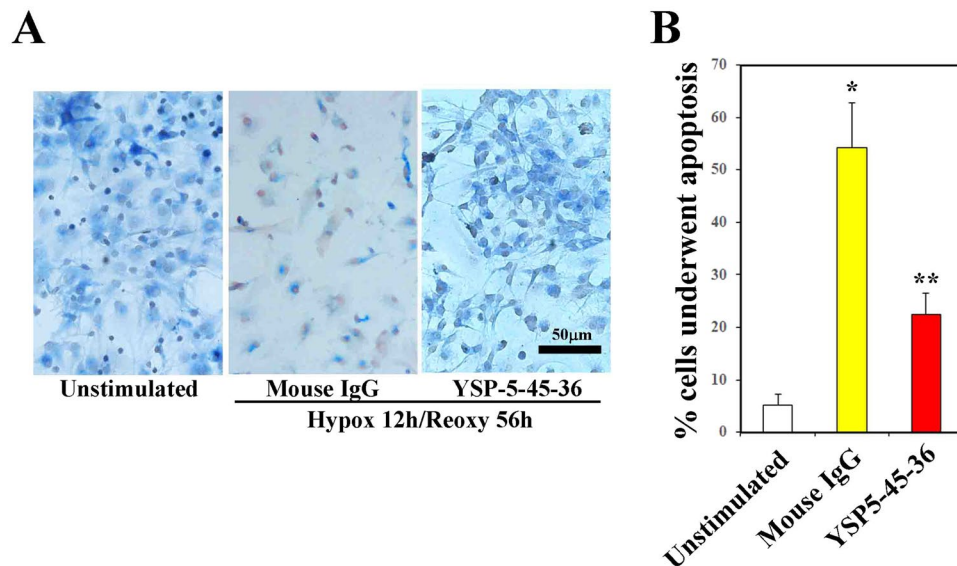 A
50μm
Unstimulated
Mouse IgG
YSP-5-45-36
Hypox 12h/Reoxy 56h
B
% cells underwent apoptosis
70
60
50
40
30
20
10
0
*
**
Unstimulated
Mouse IgG
YSP5-45-36